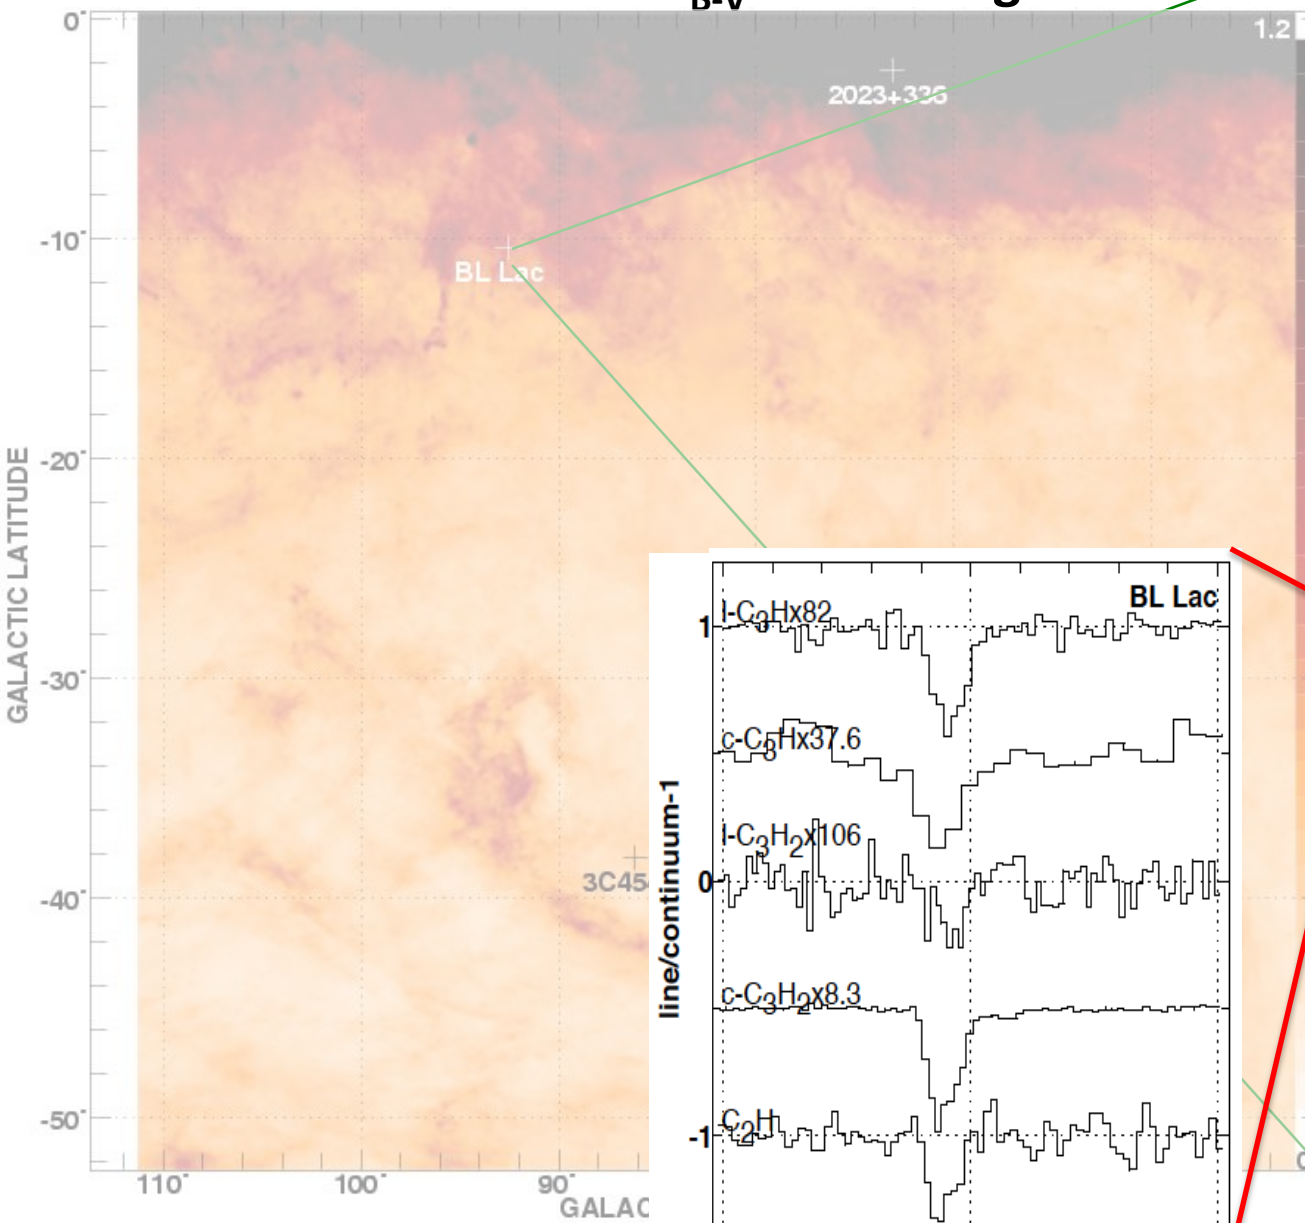 B-V
g
0°
1.2
2023+336
-10°
BL Lac
-20°
GALACTIC LATITUDE
-30°
3C45
-40°
-50°
110°
100°
90°
GALAC
BL Lac
l-C3Hx82
1
c-C3Hx37.6
l-C3H2x106
0
c-C3H2x8.3
-1
C2H
line/continuum-1